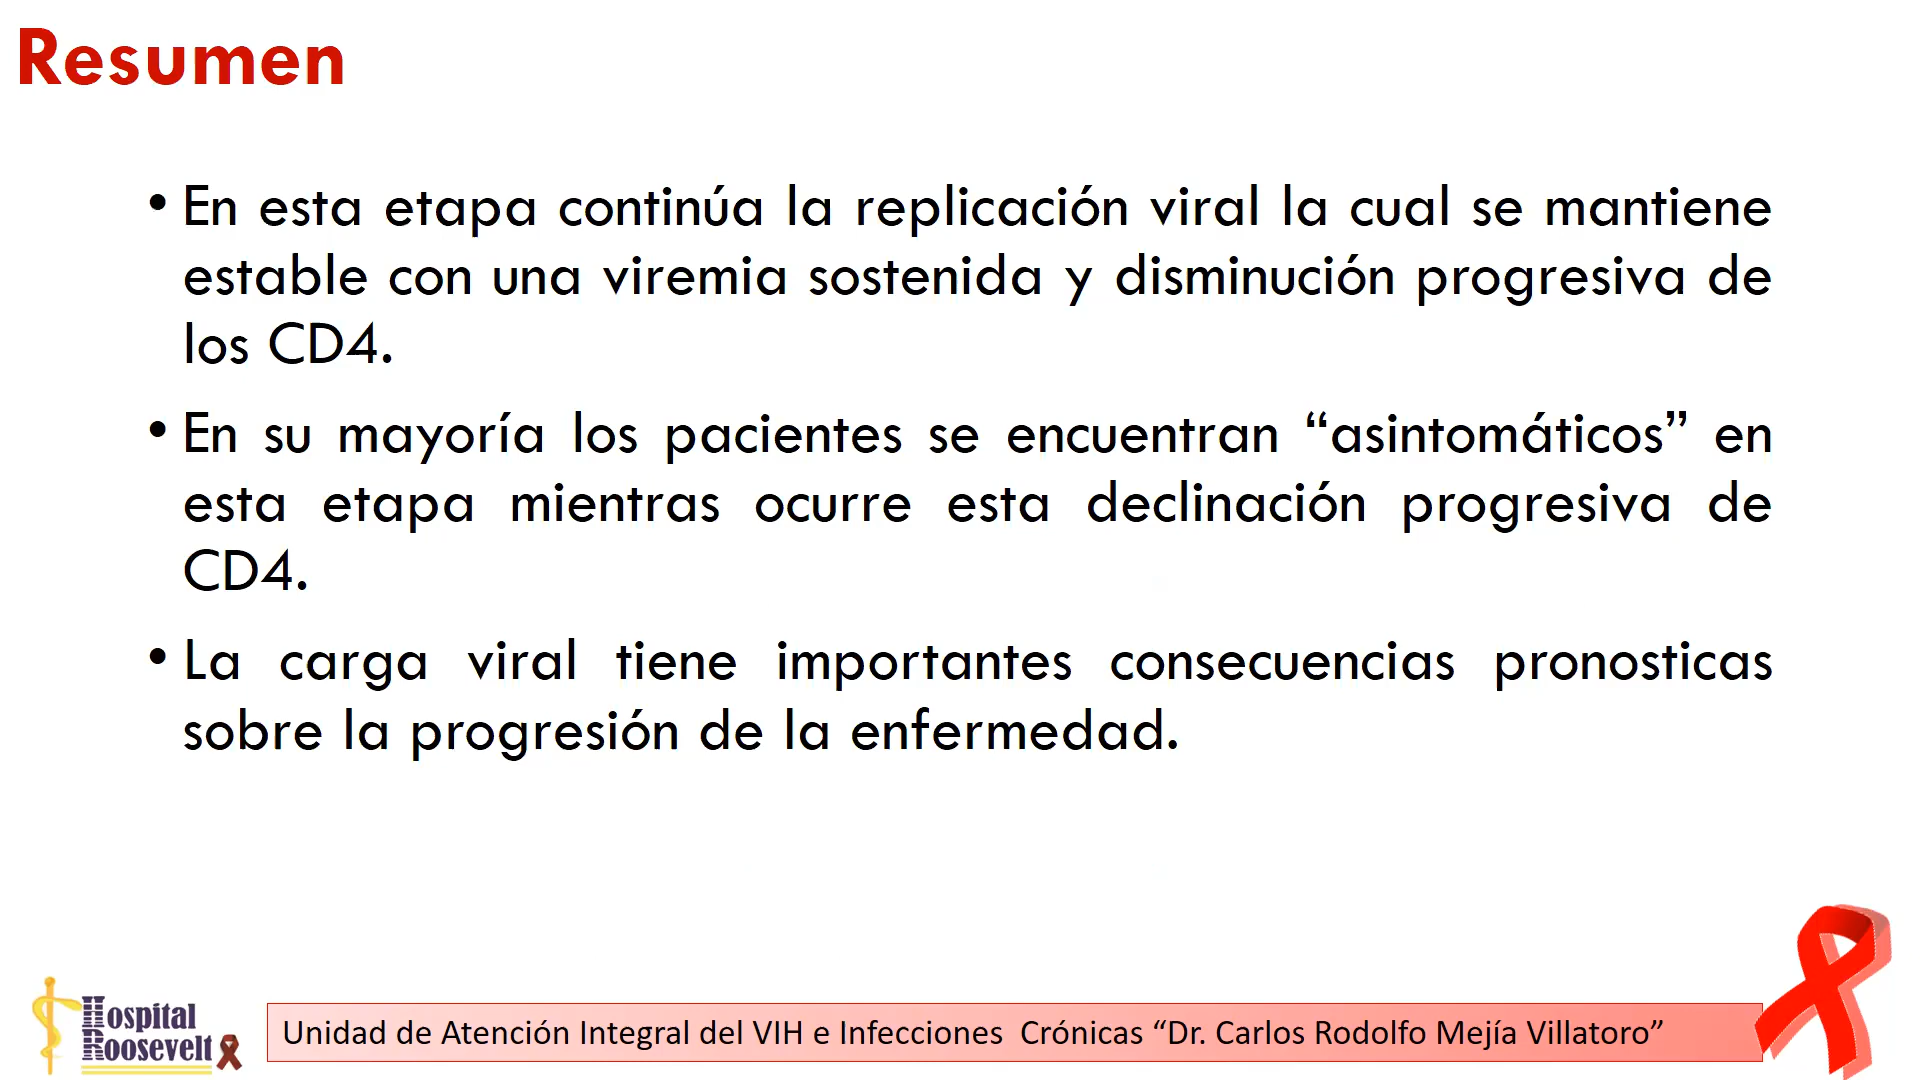 Resumen
• En esta etapa continúa la replicación viral la cual se mantiene
estable con una viremia sostenida y disminución progresiva de
los CD4.
• En su mayoría los pacientes se encuentran “asintomáticos” en
esta etapa mientras ocurre esta declinación progresiva de
CD4.
• La carga viral tiene importantes consecuencias pronosticas
sobre la progresión de la enfermedad.
Hospital
Roosevelt
Unidad de Atención Integral del VIH e Infecciones  Crónicas “Dr. Carlos Rodolfo Mejía Villatoro”